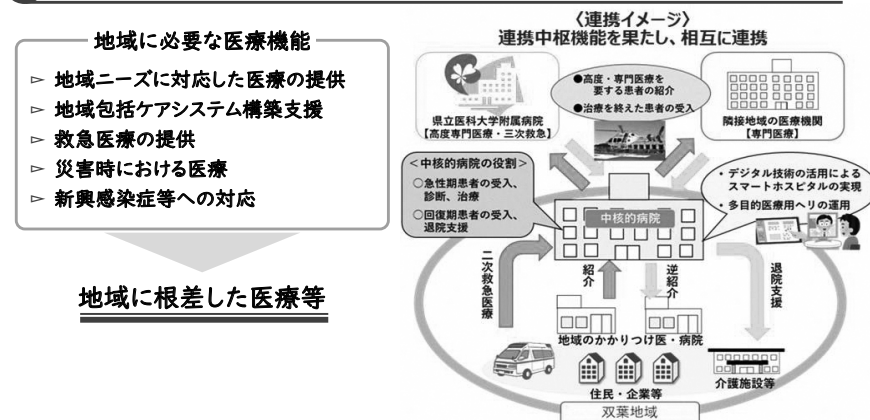 地域に必要な医療機能
▻ 地域ニーズに対応した医療の提供
▻ 地域包括ケアシステム構築支援
▻ 救急医療の提供
▻ 災害時における医療
▻ 新興感染症等への対応
地域に根差した医療等
〈連携イメージ〉
連携中枢機能を果たし、相互に連携
県立医科大学附属病院
【高度専門医療・三次救急】
●高度・専門医療を
要する患者の紹介
●治療を終えた患者の受入
隣接地域の医療機関
【専門医療】
＜中核的病院の役割＞
○急性期患者の受入、
診断、治療
○回復期患者の受入、
退院支援
中核的病院
・デジタル技術の活用による
スマートホスピタルの実現
・多目的医療用ヘリの運用
二次救急医療
紹介
逆紹介
退院支援
地域のかかりつけ医・病院
住民・企業等
介護施設等
双葉地域